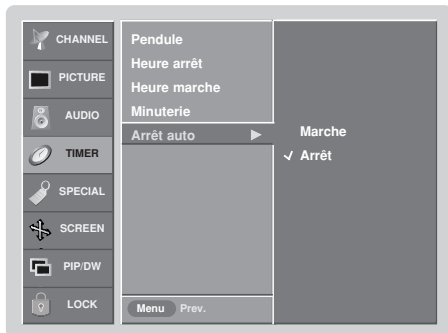 CHANNEL
PICTURE
AUDIO
TIMER
SPECIAL
SCREEN
PIP/DW
LOCK
Pendule
Heure arrêt
Heure marche
Minuterie
Arrêt auto
Menu Prev.
Marche
Arrêt